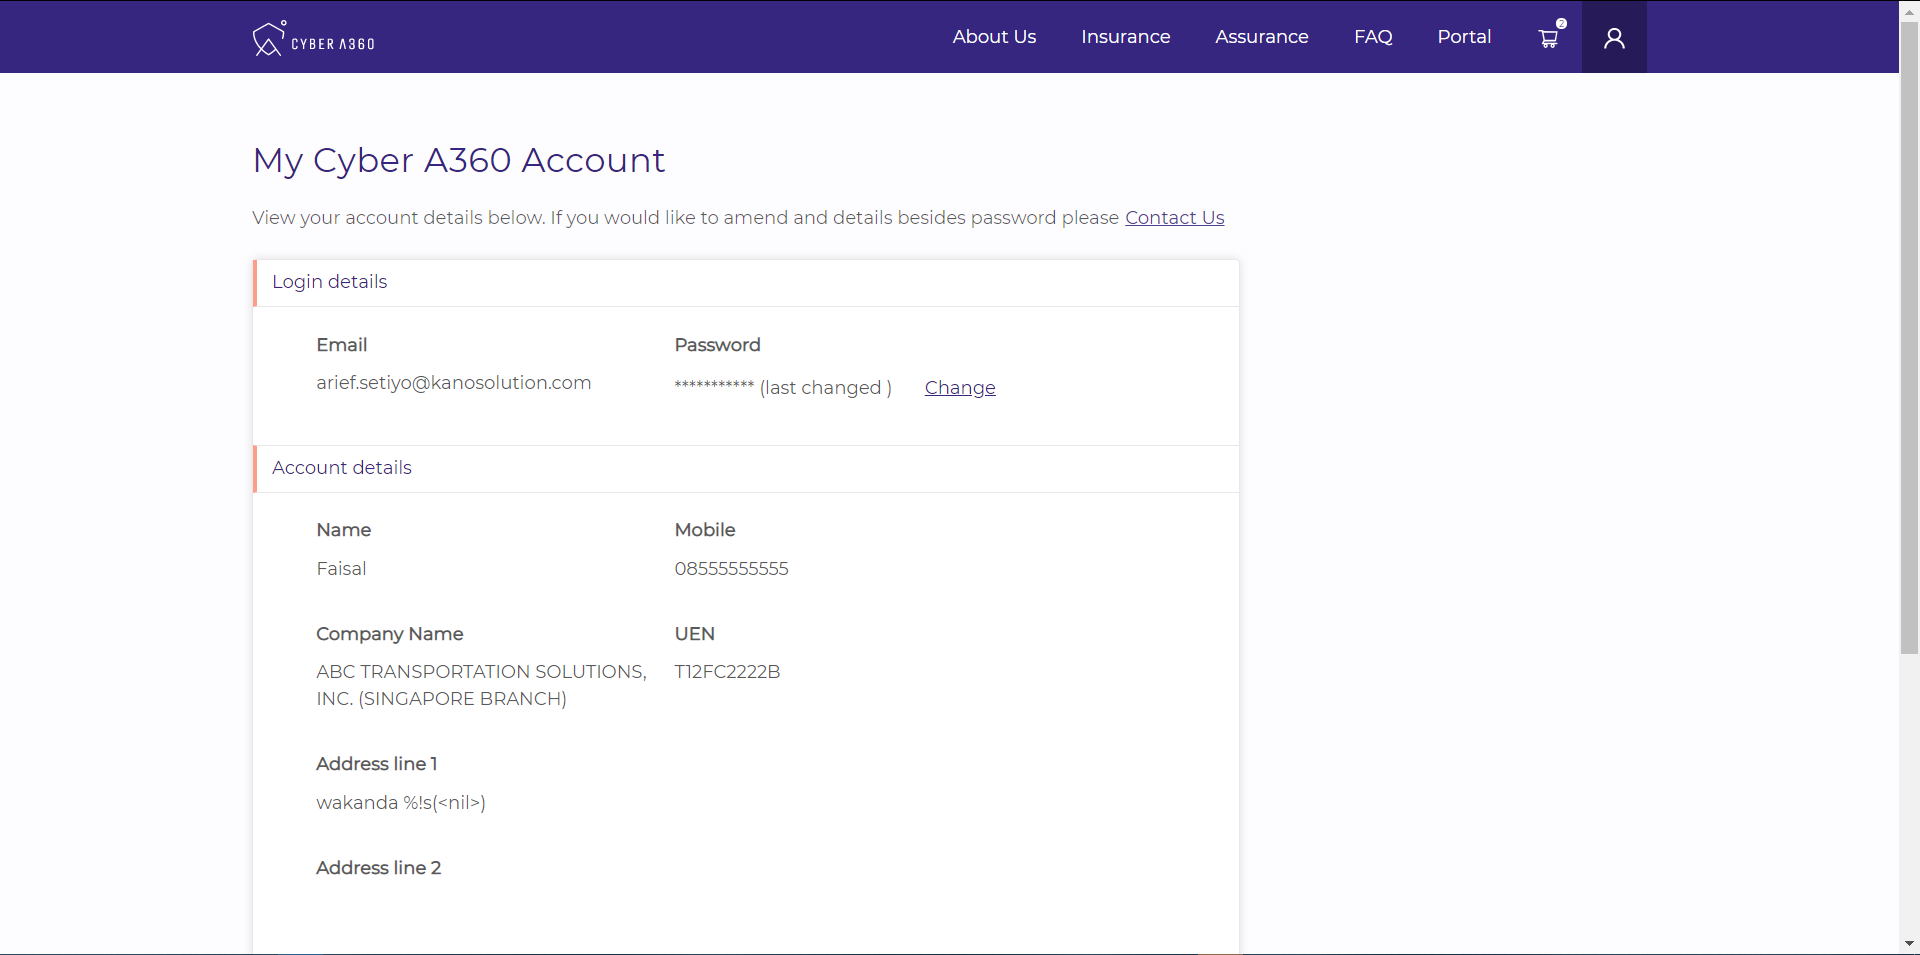 CYBER A360
About Us
Insurance
Assurance
FAQ
Portal
2
My Cyber A360 Account
View your account details below. If you would like to amend and details besides password please Contact Us
Login details
Email
Password
arief.setiyo@kanosolution.com
*********** (last changed )
Change
Account details
Name
Mobile
Faisal
08555555555
Company Name
UEN
ABC TRANSPORTATION SOLUTIONS,
INC. (SINGAPORE BRANCH)
T12FC2222B
Address line 1
wakanda %!s(<nil>)
Address line 2